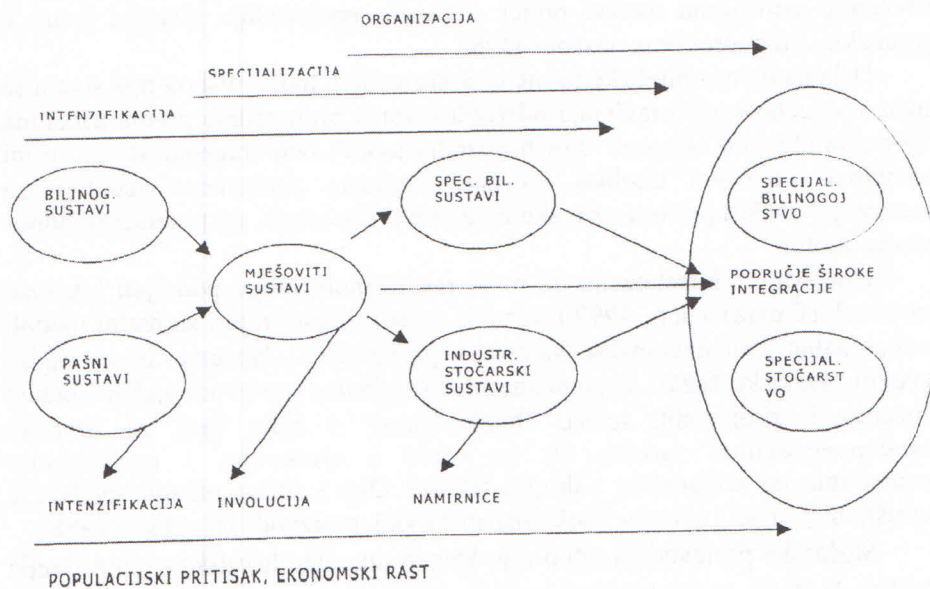 ORGANIZACIJA
SPECIJALIZACIJA
INTENZIFIKACIJA
BILINOG.
SUSTAVI
SPEC. BIL.
SUSTAVI
SPECIJAL.
BILINOGOJ
STVO
MJEŠOVITI
SUSTAVI
PODRUČJE ŠIROKE
INTEGRACIJE
PAŠNI
SUSTAVI
INDUSTR.
STOČARSKI
SUSTAVI
SPECIJAL.
STOČARST
VO
INTENZIFIKACIJA
INVOLUCIJA
NAMIRNICE
POPULACIJSKI PRITISAK, EKONOMSKI RAST